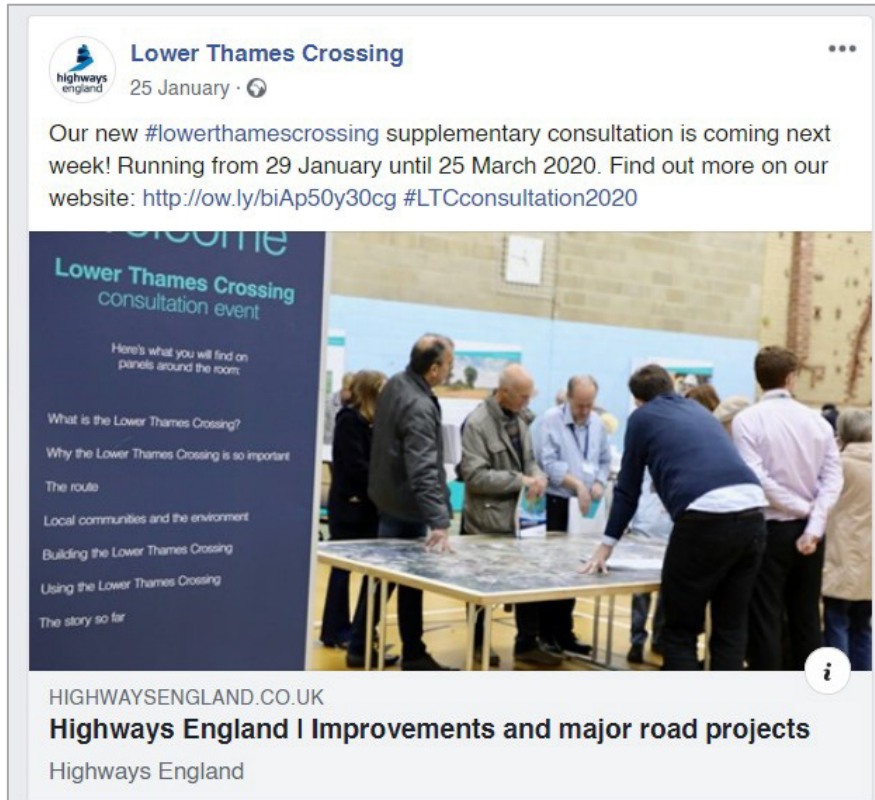 Lower Thames Crossing
highways
england
25 January ·
Our new #lowerthamescrossing supplementary consultation is coming next
week! Running from 29 January until 25 March 2020. Find out more on our
website: http://ow.ly/biAp50y30cg #LTCconsultation2020
welcome
Lower Thames Crossing
consultation event
Here's what you will find on
panels around the room:
What is the Lower Thames Crossing?
Why the Lower Thames Crossing is so important
The route
Local communities and the environment
Building the Lower Thames Crossing
Using the Lower Thames Crossing
The story so far
i
HIGHWAYSENGLAND.CO.UK
Highways England | Improvements and major road projects
Highways England